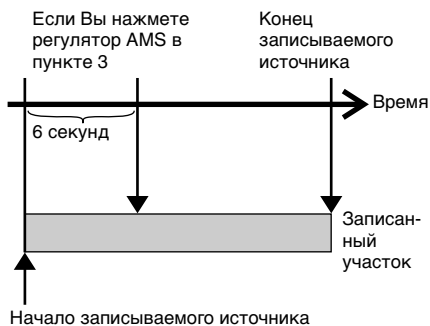 Если Вы нажмете
регулятор AMS в
пункте 3
Конец
записываемого
источника
Время
6 секунд
Записан-
ный
участок
Начало записываемого источника